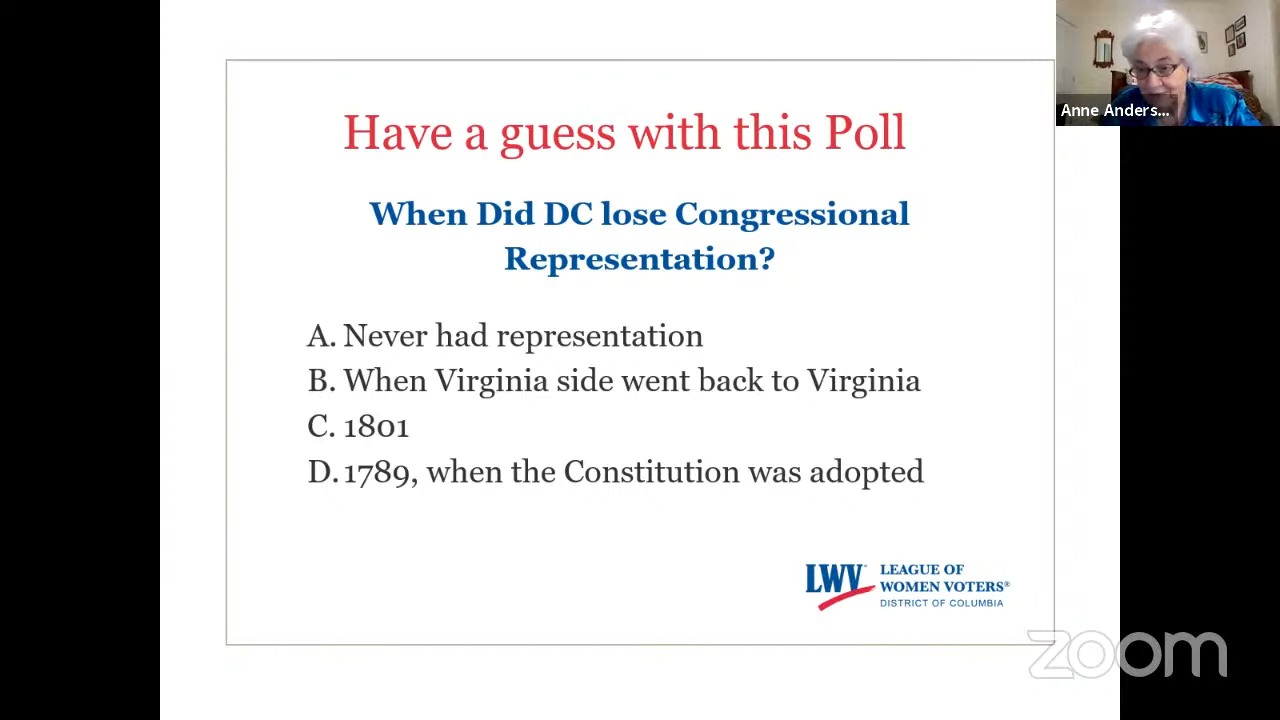 Have a guess with this Poll
When Did DC lose Congressional
Representation?
A. Never had representation
B. When Virginia side went back to Virginia
C. 1801
D. 1789, when the Constitution was adopted
LWV
LEAGUE OF
WOMEN VOTERS®
DISTRICT OF COLUMBIA
Anne Anders...
zoom